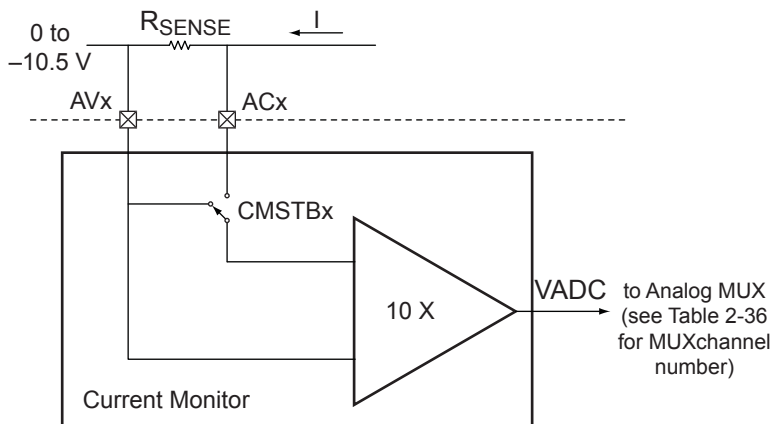 0 to
–10.5 V
RSENSE
I
AVx
ACx
CMSTBx
10 X
VADC
to Analog MUX
(see Table 2-36
for MUXchannel
number)
Current Monitor